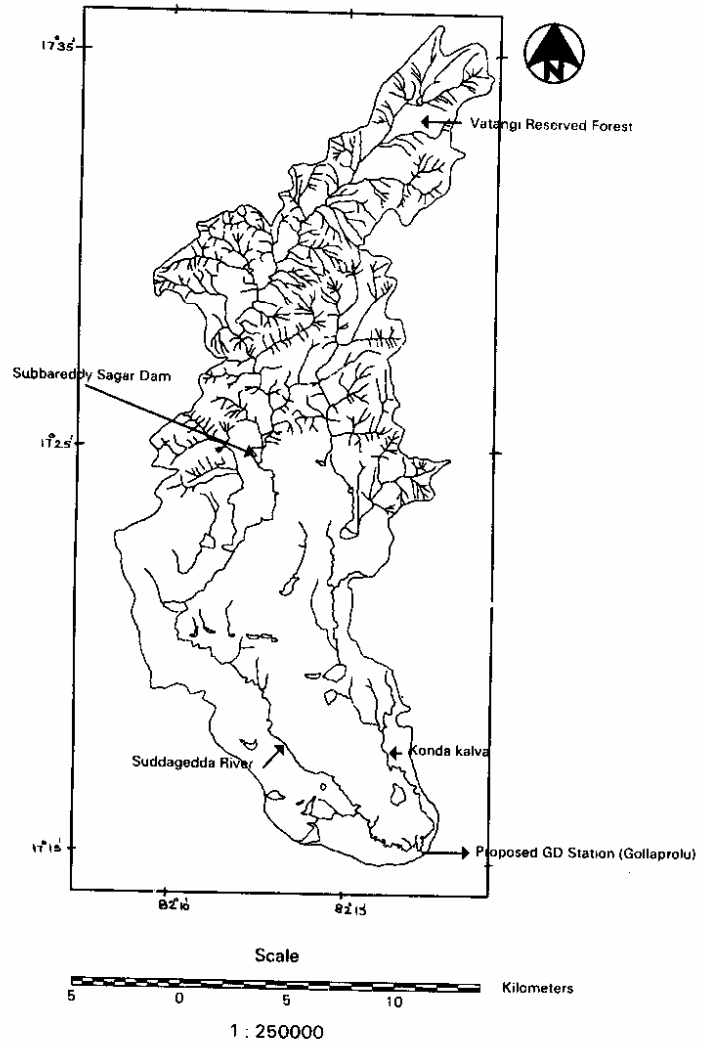 17°35'
N
Vatangi Reserved Forest
Subbareddy Sagar Dam
17°25'
Suddagedda River
Konda kalva
17°15'
Proposed GD Station (Gollaprolu)
82°10'
82°15'
Scale
5 0 5 10 Kilometers
1 : 250000